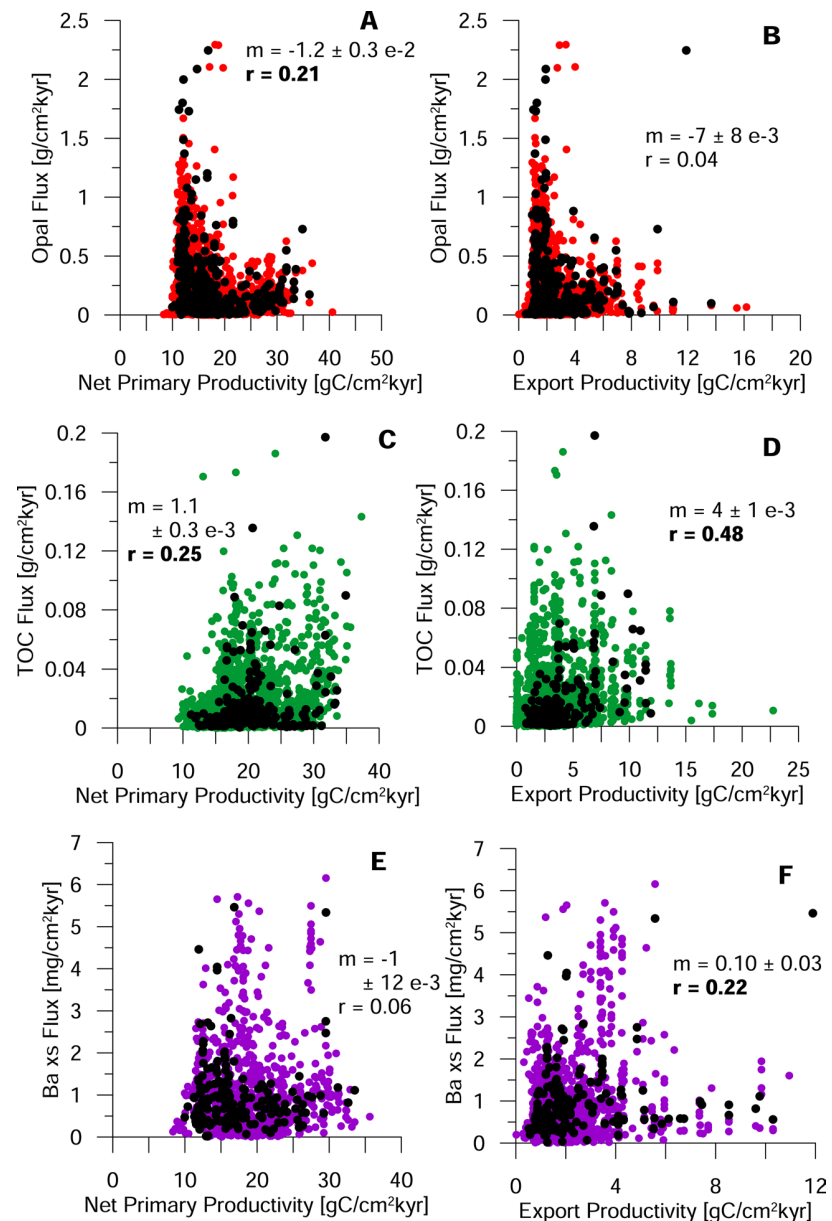 A
m = -1.2 ± 0.3 e-2
r = 0.21
2.5
2
1.5
1
0.5
0
Opal Flux [g/cm²kyr]
0 10 20 30 40 50
Net Primary Productivity [gC/cm²kyr]
B
m = -7 ± 8 e-3
r = 0.04
2.5
2
1.5
1
0.5
0
Opal Flux [g/cm²kyr]
0 4 8 12 16 20
Export Productivity [gC/cm²kyr]
C
m = 1.1
± 0.3 e-3
r = 0.25
0.2
0.16
0.12
0.08
0.04
0
TOC Flux [g/cm²kyr]
0 10 20 30 40
Net Primary Productivity [gC/cm²kyr]
D
m = 4 ± 1 e-3
r = 0.48
0.2
0.16
0.12
0.08
0.04
0
TOC Flux [g/cm²kyr]
0 5 10 15 20 25
Export Productivity [gC/cm²kyr]
E
m = -1
± 12 e-3
r = 0.06
7
6
5
4
3
2
1
0
Ba xs Flux [mg/cm²kyr]
0 10 20 30 40
Net Primary Productivity [gC/cm²kyr]
F
m = 0.10 ± 0.03
r = 0.22
7
6
5
4
3
2
1
0
Ba xs Flux [mg/cm²kyr]
0 4 8 12
Export Productivity [gC/cm²kyr]